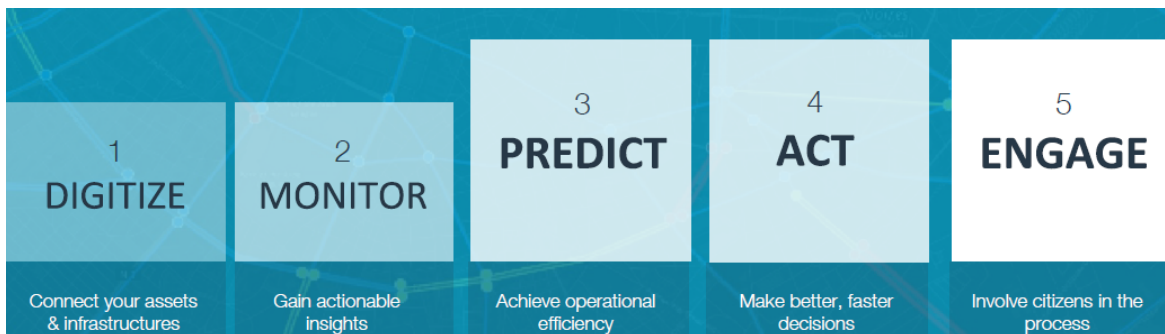 1
DIGITIZE
Connect your assets
& infrastructures
2
MONITOR
Gain actionable
insights
3
PREDICT
Achieve operational
efficiency
4
ACT
Make better, faster
decisions
5
ENGAGE
Involve citizens in the
process